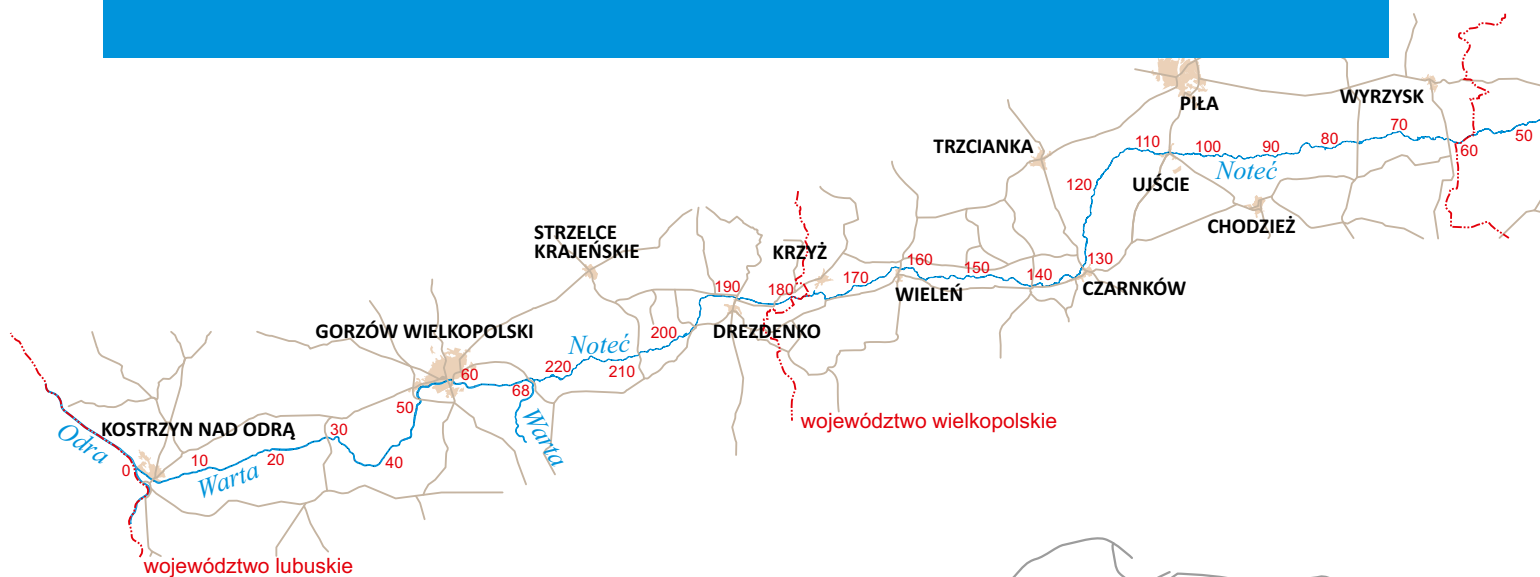 PIŁA
WYRZYSK
TRZCIANKA
110
100
90
80
70
60
50
Noteć
120
UJŚCIE
CHODZIEŻ
STRZELCE
KRAJEŃSKIE
KRZYŻ
190
180
170
160
150
140
130
WIELEŃ
CZARNKÓW
GORZÓW WIELKOPOLSKI
Noteć
200
DREZDENKO
60
68
220
210
50
województwo wielkopolskie
KOSTRZYN NAD ODRĄ
30
Odra
Warta
0
10
20
40
Warta
województwo lubuskie